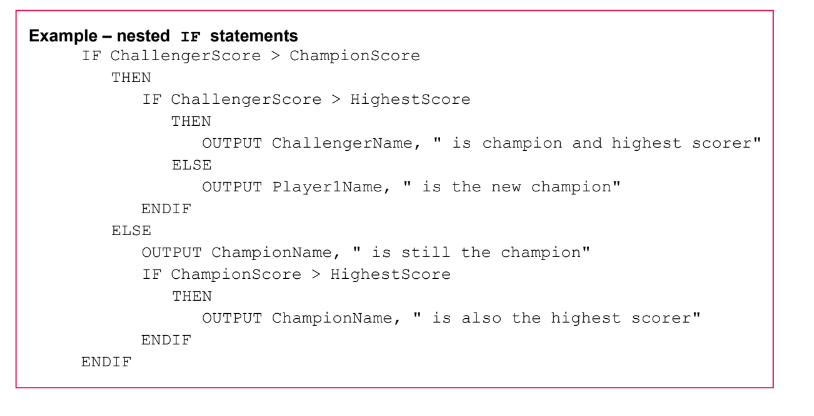 Example – nested IF statements
IF ChallengerScore > ChampionScore
THEN
IF ChallengerScore > HighestScore
THEN
OUTPUT ChallengerName, " is champion and highest scorer"
ELSE
OUTPUT Player1Name, " is the new champion"
ENDIF
ELSE
OUTPUT ChampionName, " is still the champion"
IF ChampionScore > HighestScore
THEN
OUTPUT ChampionName, " is also the highest scorer"
ENDIF
ENDIF